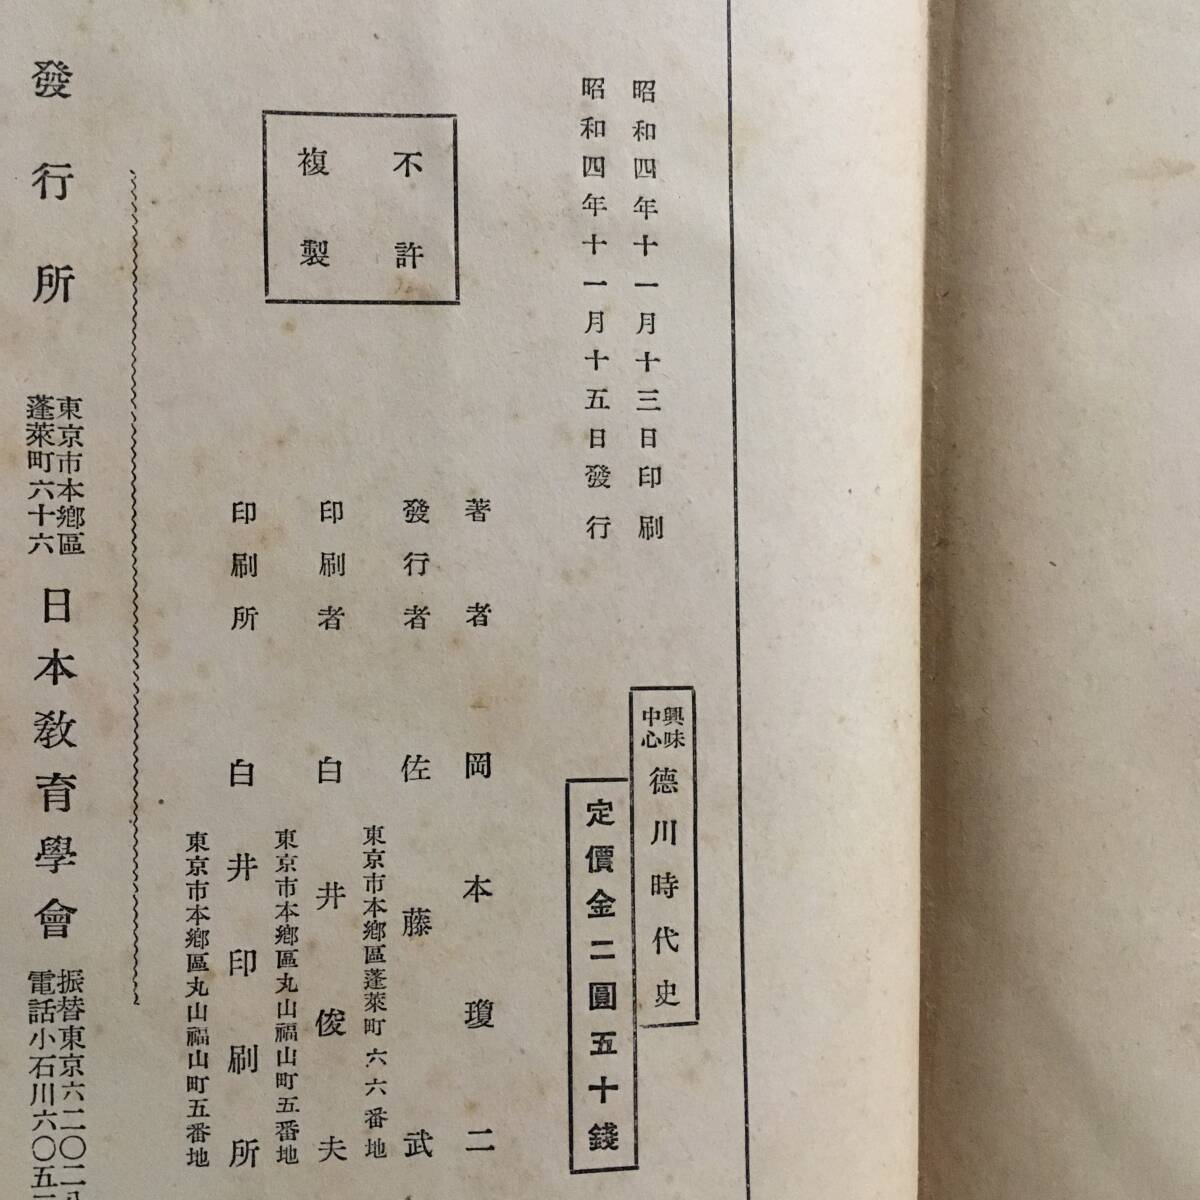 昭和四年十一月十三日印刷
昭和四年十一月十五日發行
興味
中心
德川時代史
定價金二圓五十錢
著者 岡本瓊二
發行者 佐藤武
東京市本鄕區蓬萊町六六番地
印刷者 白井俊夫
東京市本鄕區丸山福山町五番地
印刷所 白井印刷所
東京市本鄕區丸山福山町五番地
不許
複製
發行所
東京市本鄕區
蓬萊町六十六
日本敎育學會
振替東京六二〇二八
電話小石川六〇五